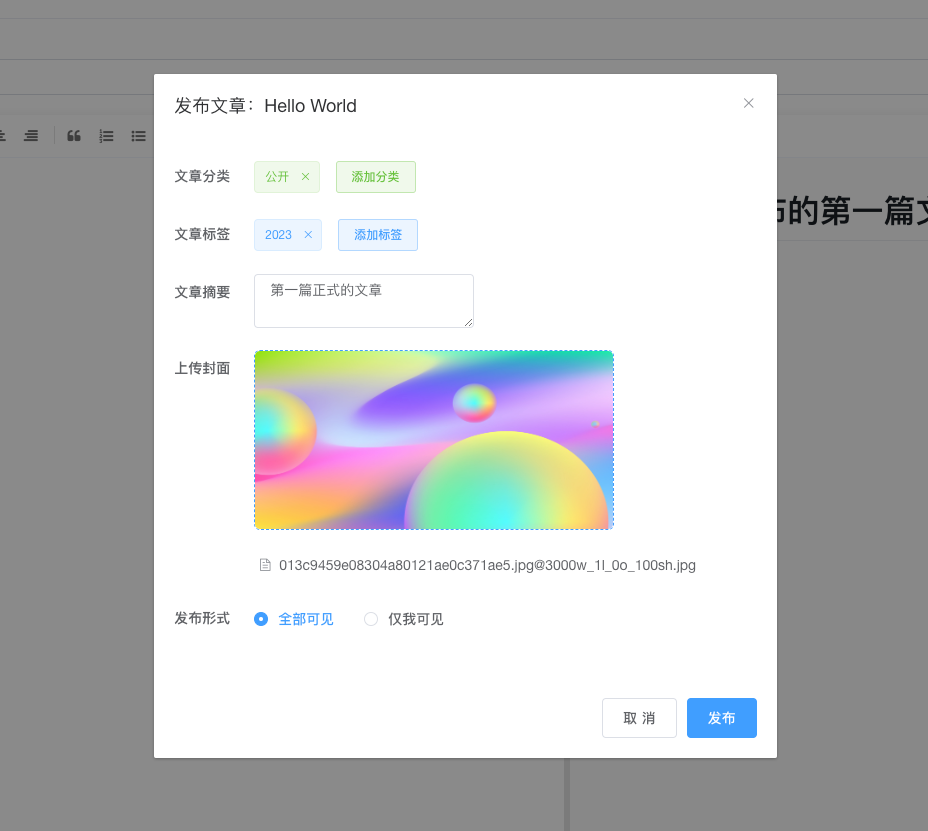 发布文章：Hello World
文章分类 公开 添加分类
文章标签 2023 添加标签
的第一篇文
文章摘要 第一篇正式的文章
上传封面
013c9459e08304a80121ae0c371ae5.jpg@3000w_1l_0o_100sh.jpg
发布形式 全部可见 仅我可见
取 消 发布